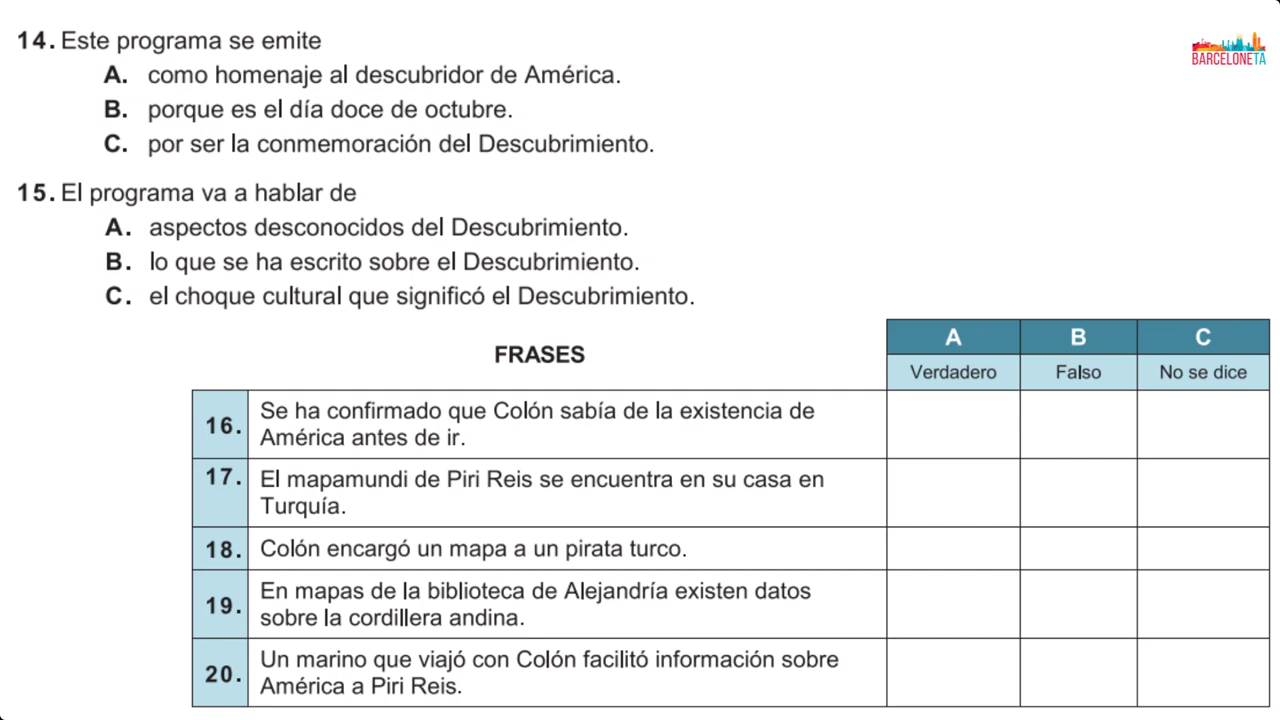 BARCELONETA
14. Este programa se emite
A. como homenaje al descubridor de América.
B. porque es el día doce de octubre.
C. por ser la conmemoración del Descubrimiento.
15. El programa va a hablar de
A. aspectos desconocidos del Descubrimiento.
B. lo que se ha escrito sobre el Descubrimiento.
C. el choque cultural que significó el Descubrimiento.
FRASES
A B C
Verdadero Falso No se dice
16. Se ha confirmado que Colón sabía de la existencia de
América antes de ir.
17. El mapamundi de Piri Reis se encuentra en su casa en
Turquía.
18. Colón encargó un mapa a un pirata turco.
19. En mapas de la biblioteca de Alejandría existen datos
sobre la cordillera andina.
20. Un marino que viajó con Colón facilitó información sobre
América a Piri Reis.